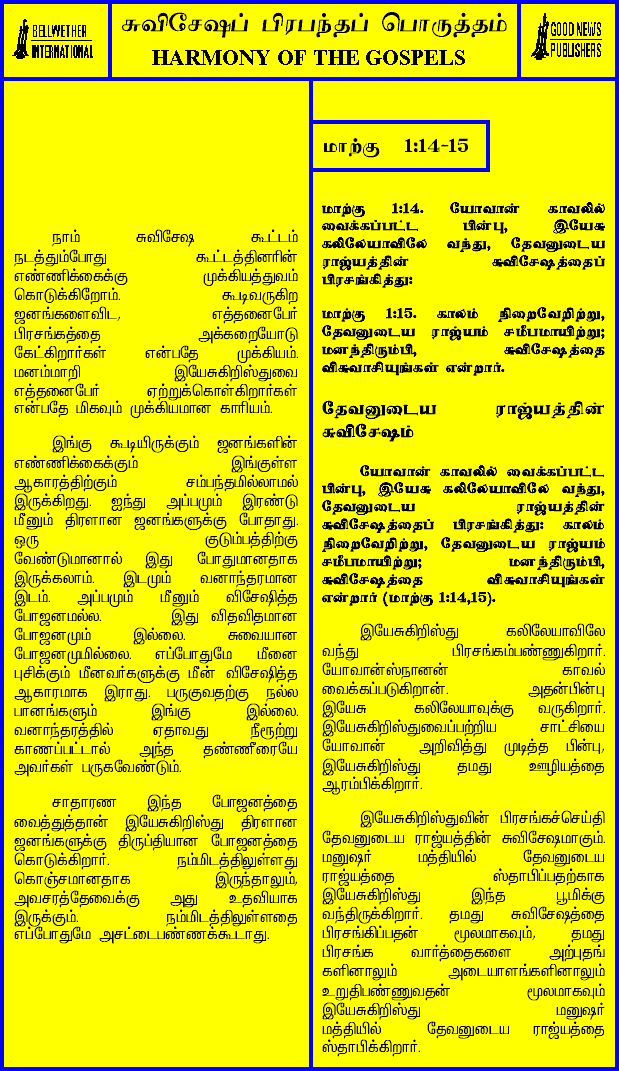 BELLWETHER
INTERNATIONAL
சுவிசேஷப் பிரபந்தப் பொருத்தம்
HARMONY OF THE GOSPELS
GOOD NEWS
PUBLISHERS
நாம் சுவிசேஷ கூட்டம்
நடத்தும்போது கூட்டத்தினரின்
எண்ணிக்கைக்கு முக்கியத்துவம்
கொடுக்கிறோம். கூடிவருகிற
ஜனங்களைவிட, எத்தனைபேர்
பிரசங்கத்தை அக்கறையோடு
கேட்கிறார்கள் என்பதே முக்கியம்.
மனம்மாறி இயேசுகிறிஸ்துவை
எத்தனைபேர் ஏற்றுக்கொள்கிறார்கள்
என்பதே மிகவும் முக்கியமான காரியம்.
இங்கு கூடியிருக்கும் ஜனங்களின்
எண்ணிக்கைக்கும் இங்குள்ள
ஆகாரத்திற்கும் சம்பந்தமில்லாமல்
இருக்கிறது. ஐந்து அப்பமும் இரண்டு
மீனும் திரளான ஜனங்களுக்கு போதாது.
ஒரு குடும்பத்திற்கு
வேண்டுமானால் இது போதுமானதாக
இருக்கலாம். இடமும் வனாந்தரமான
இடம். அப்பமும் மீனும் விசேஷித்த
போஜனமல்ல. இது விதவிதமான
போஜனமும் இல்லை. சுவையான
போஜனமுமில்லை. எப்போதுமே மீனை
புசிக்கும் மீனவர்களுக்கு மீன் விசேஷித்த
ஆகாரமாக இராது. பருகுவதற்கு நல்ல
பானங்களும் இங்கு இல்லை.
வனாந்தரத்தில் ஏதாவது நீரூற்று
காணப்பட்டால் அந்த தண்ணீரையே
அவர்கள் பருகவேண்டும்.
சாதாரண இந்த போஜனத்தை
வைத்துத்தான் இயேசுகிறிஸ்து திரளான
ஜனங்களுக்கு திருப்தியான போஜனத்தை
கொடுக்கிறார். நம்மிடத்திலுள்ளது
கொஞ்சமானதாக இருந்தாலும்,
அவசரத்தேவைக்கு அது உதவியாக
இருக்கும். நம்மிடத்திலுள்ளதை
எப்போதுமே அசட்டைபண்ணக்கூடாது.
மாற்கு 1:14-15
மாற்கு 1:14. யோவான் காவலில்
வைக்கப்பட்ட பின்பு, இயேசு
கலிலேயாவிலே வந்து, தேவனுடைய
ராஜ்யத்தின் சுவிசேஷத்தைப்
பிரசங்கித்து:
மாற்கு 1:15. காலம் நிறைவேறிற்று,
தேவனுடைய ராஜ்யம் சமீபமாயிற்று;
மனந்திரும்பி, சுவிசேஷத்தை
விசுவாசியுங்கள் என்றார்.
தேவனுடைய ராஜ்யத்தின்
சுவிசேஷம்
யோவான் காவலில் வைக்கப்பட்ட
பின்பு, இயேசு கலிலேயாவிலே வந்து,
தேவனுடைய ராஜ்யத்தின்
சுவிசேஷத்தைப் பிரசங்கித்து: காலம்
நிறைவேறிற்று, தேவனுடைய ராஜ்யம்
சமீபமாயிற்று; மனந்திரும்பி,
சுவிசேஷத்தை விசுவாசியுங்கள்
என்றார் (மாற்கு 1:14,15).
இயேசுகிறிஸ்து கலிலேயாவிலே
வந்து பிரசங்கம்பண்ணுகிறார்.
யோவான்ஸ்நானன் காவல்
வைக்கப்படுகிறான். அதன்பின்பு
இயேசு கலிலேயாவுக்கு வருகிறார்.
இயேசுகிறிஸ்துவைப்பற்றிய சாட்சியை
யோவான் அறிவித்து முடித்த பின்பு,
இயேசுகிறிஸ்து தமது ஊழியத்தை
ஆரம்பிக்கிறார்.
இயேசுகிறிஸ்துவின் பிரசங்கச்செய்தி
தேவனுடைய ராஜ்யத்தின் சுவிசேஷமாகும்.
மனுஷர் மத்தியில் தேவனுடைய
ராஜ்யத்தை ஸ்தாபிப்பதற்காக
இயேசுகிறிஸ்து இந்த பூமிக்கு
வந்திருக்கிறார். தமது சுவிசேஷத்தை
பிரசங்கிப்பதன் மூலமாகவும், தமது
பிரசங்க வார்த்தைகளை அற்புதங்
களினாலும் அடையாளங்களினாலும்
உறுதிபண்ணுவதன் மூலமாகவும்
இயேசுகிறிஸ்து மனுஷர்
மத்தியில் தேவனுடைய ராஜ்யத்தை
ஸ்தாபிக்கிறார்.